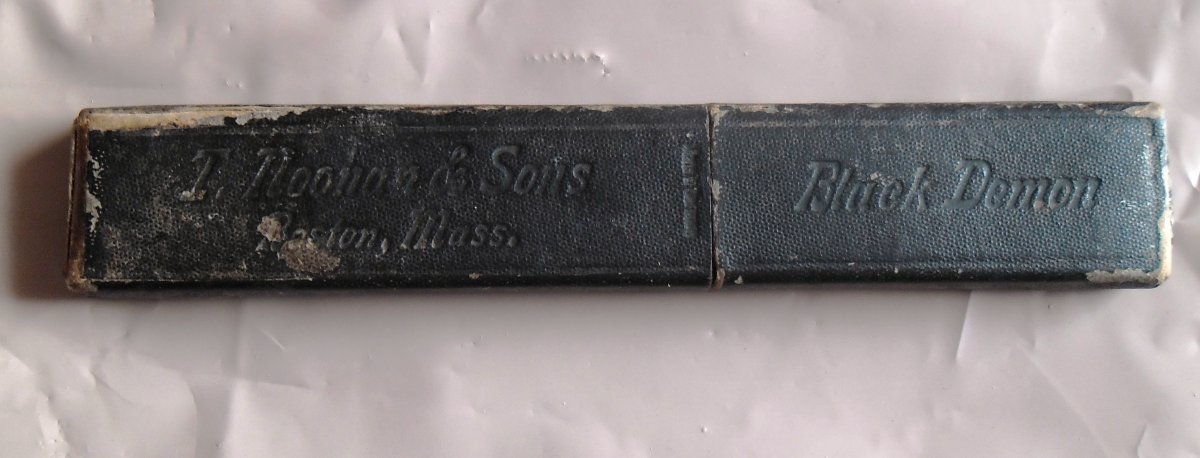 T. Noonan & Sons
Boston, Mass.
Black Demon